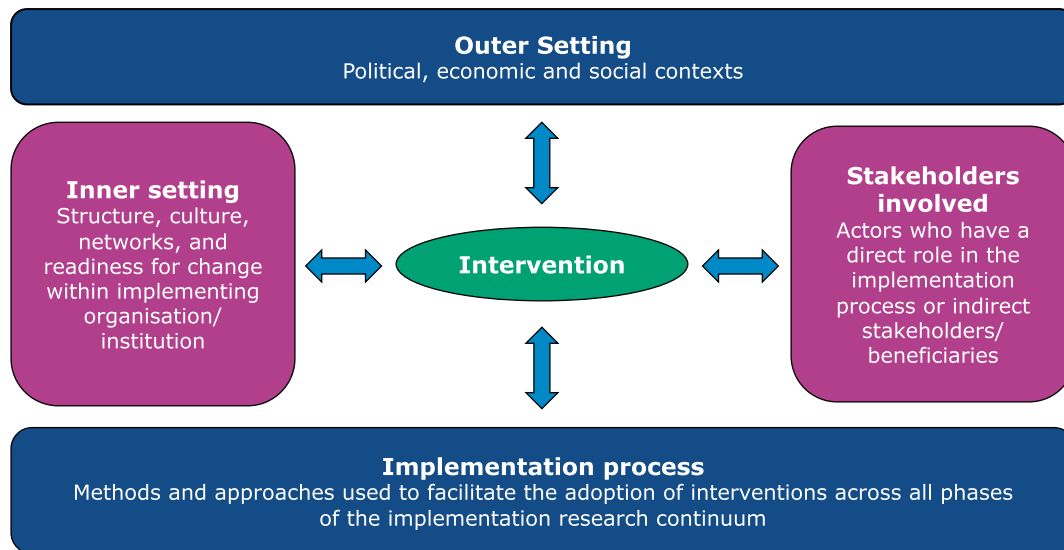 Outer Setting
Political, economic and social contexts
Inner setting
Structure, culture,
networks, and
readiness for change
within implementing
organisation/
institution
Intervention
Stakeholders
involved
Actors who have a
direct role in the
implementation
process or indirect
stakeholders/
beneficiaries
Implementation process
Methods and approaches used to facilitate the adoption of interventions across all phases
of the implementation research continuum